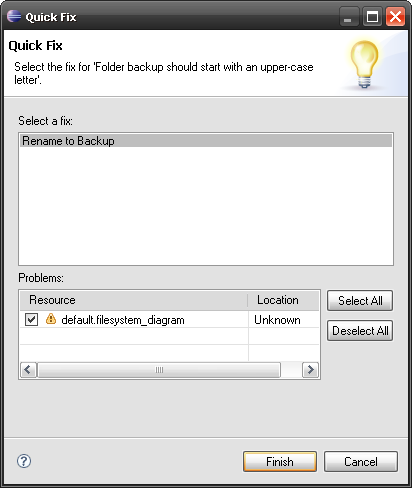 Quick Fix
Quick Fix
Select the fix for 'Folder backup should start with an upper-case
letter'.
Select a fix:
Rename to Backup
Problems:
Resource Location
default.filesystem_diagram Unknown
Select All
Deselect All
?
Finish Cancel